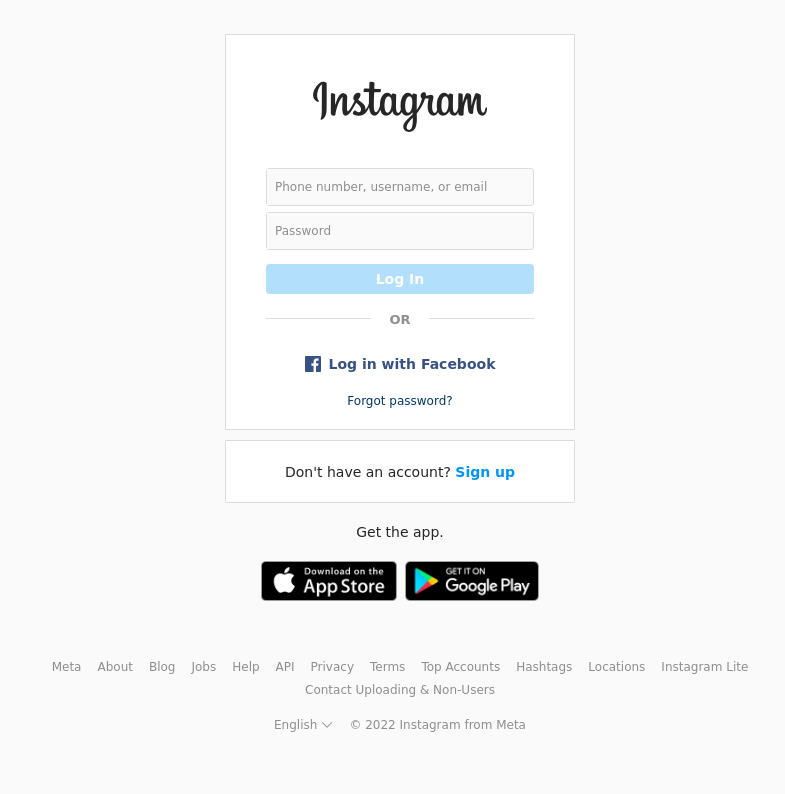 Instagram
Phone number, username, or email
Password
Log In
OR
Log in with Facebook
Forgot password?
Don't have an account? Sign up
Get the app.
Download on the
App Store
GET IT ON
Google Play
Meta About Blog Jobs Help API Privacy Terms Top Accounts Hashtags Locations Instagram Lite
Contact Uploading & Non-Users
English © 2022 Instagram from Meta